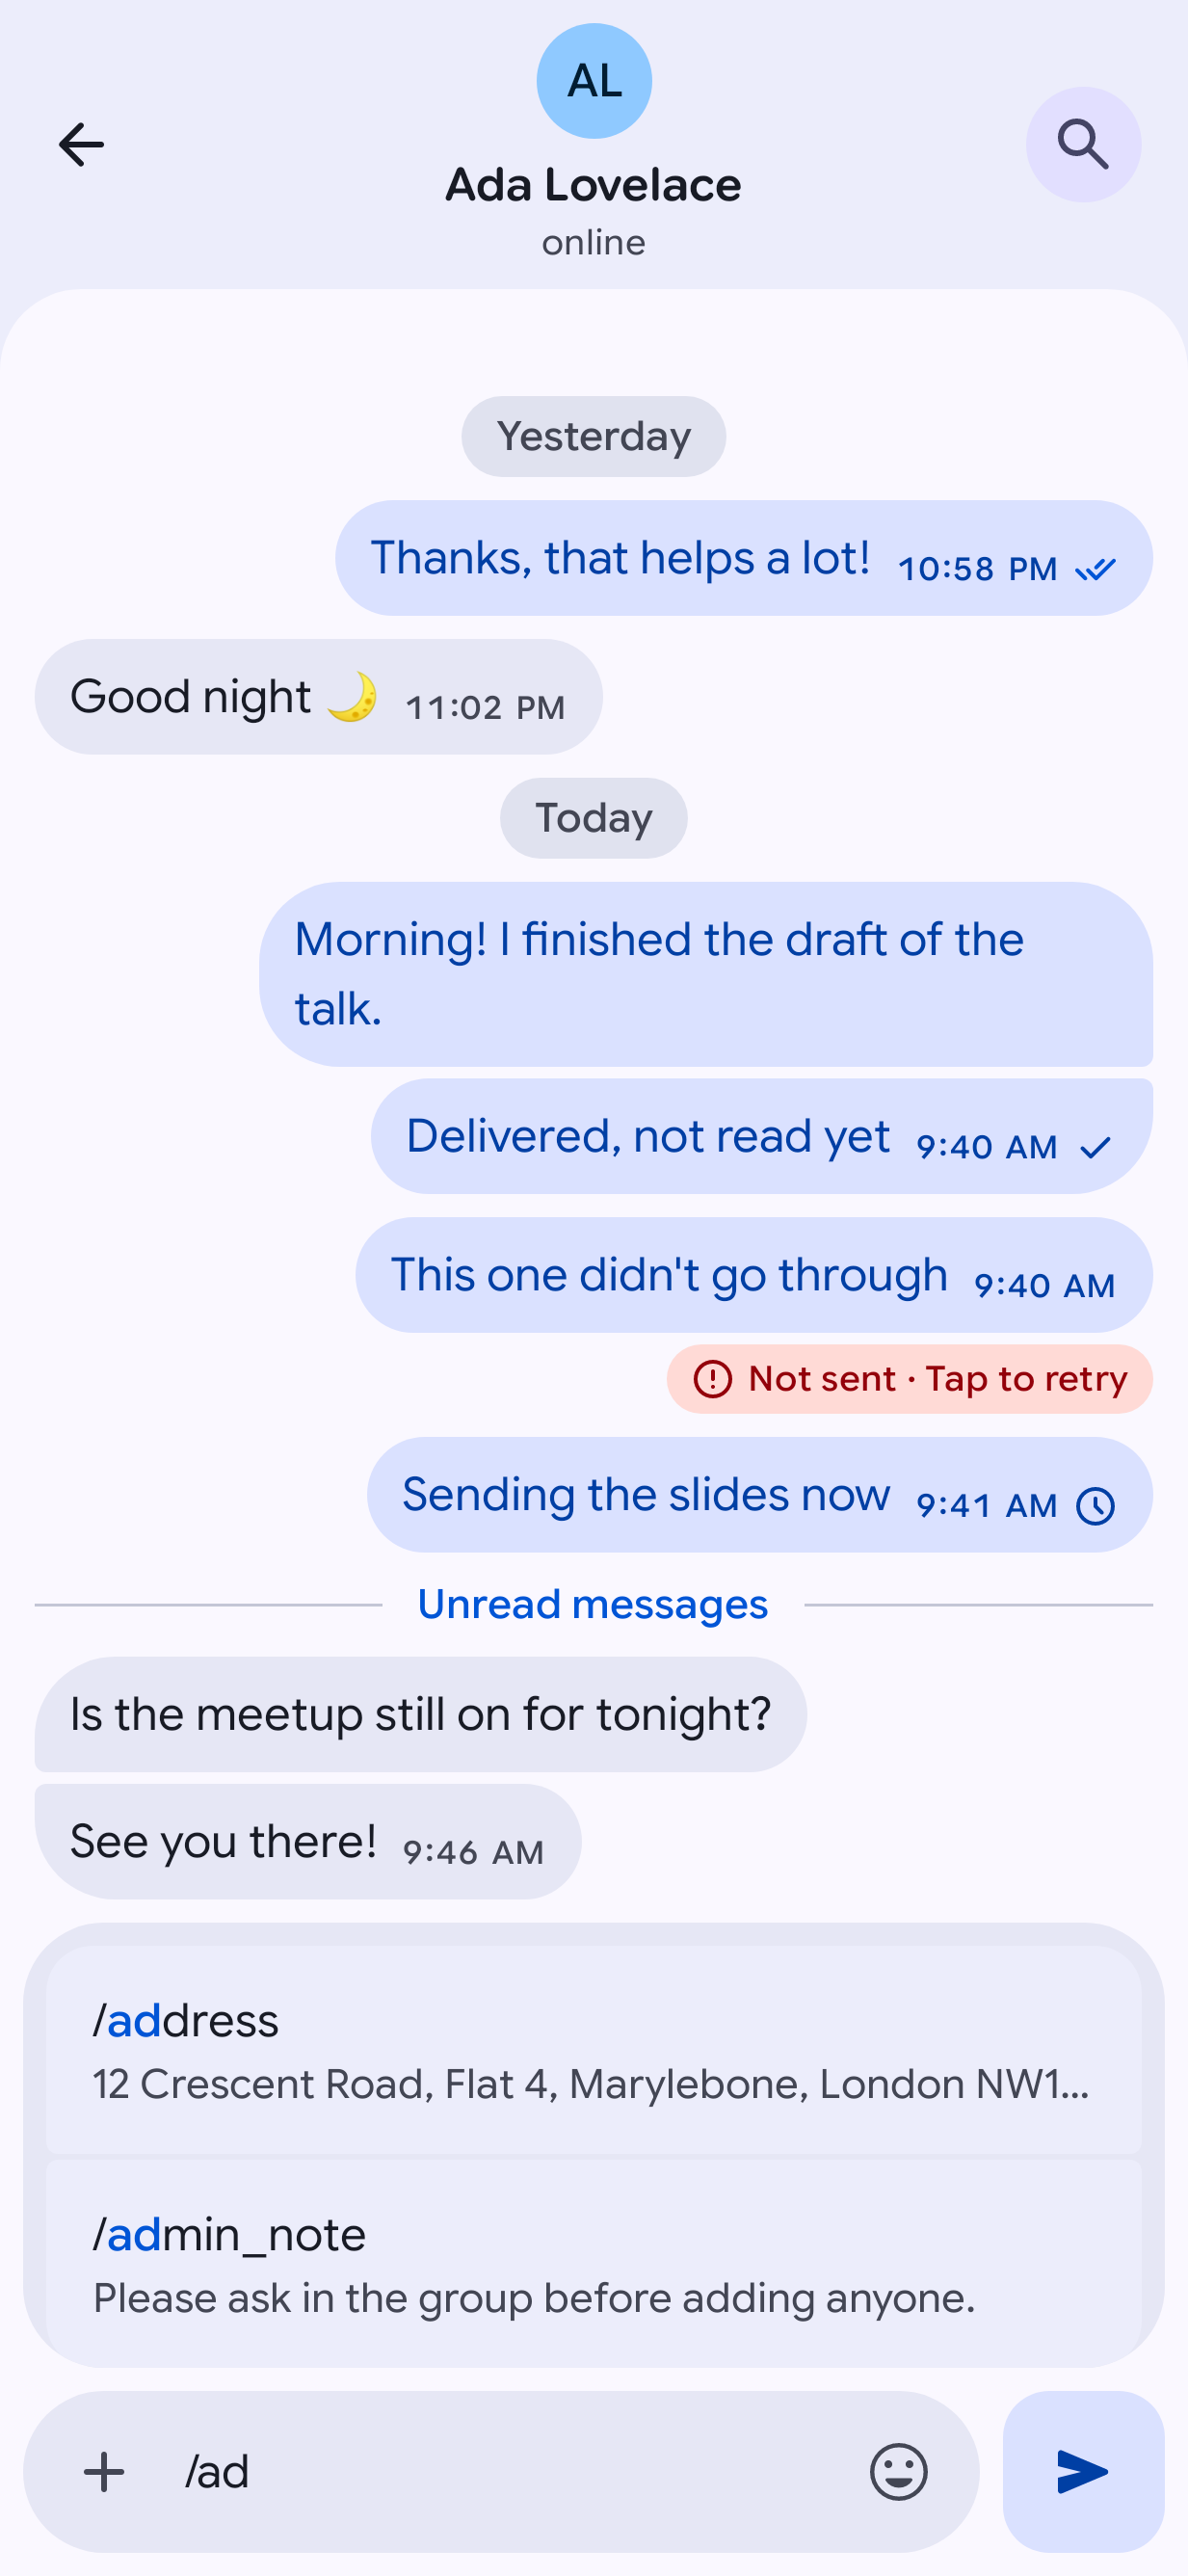 AL
Ada Lovelace
online
Yesterday
Thanks, that helps a lot! 10:58 PM
Good night 🌙 11:02 PM
Today
Morning! I finished the draft of the
talk.
Delivered, not read yet 9:40 AM
This one didn't go through 9:40 AM
Not sent · Tap to retry
Sending the slides now 9:41 AM
Unread messages
Is the meetup still on for tonight?
See you there! 9:46 AM
/address
12 Crescent Road, Flat 4, Marylebone, London NW1...
/admin_note
Please ask in the group before adding anyone.
/ad